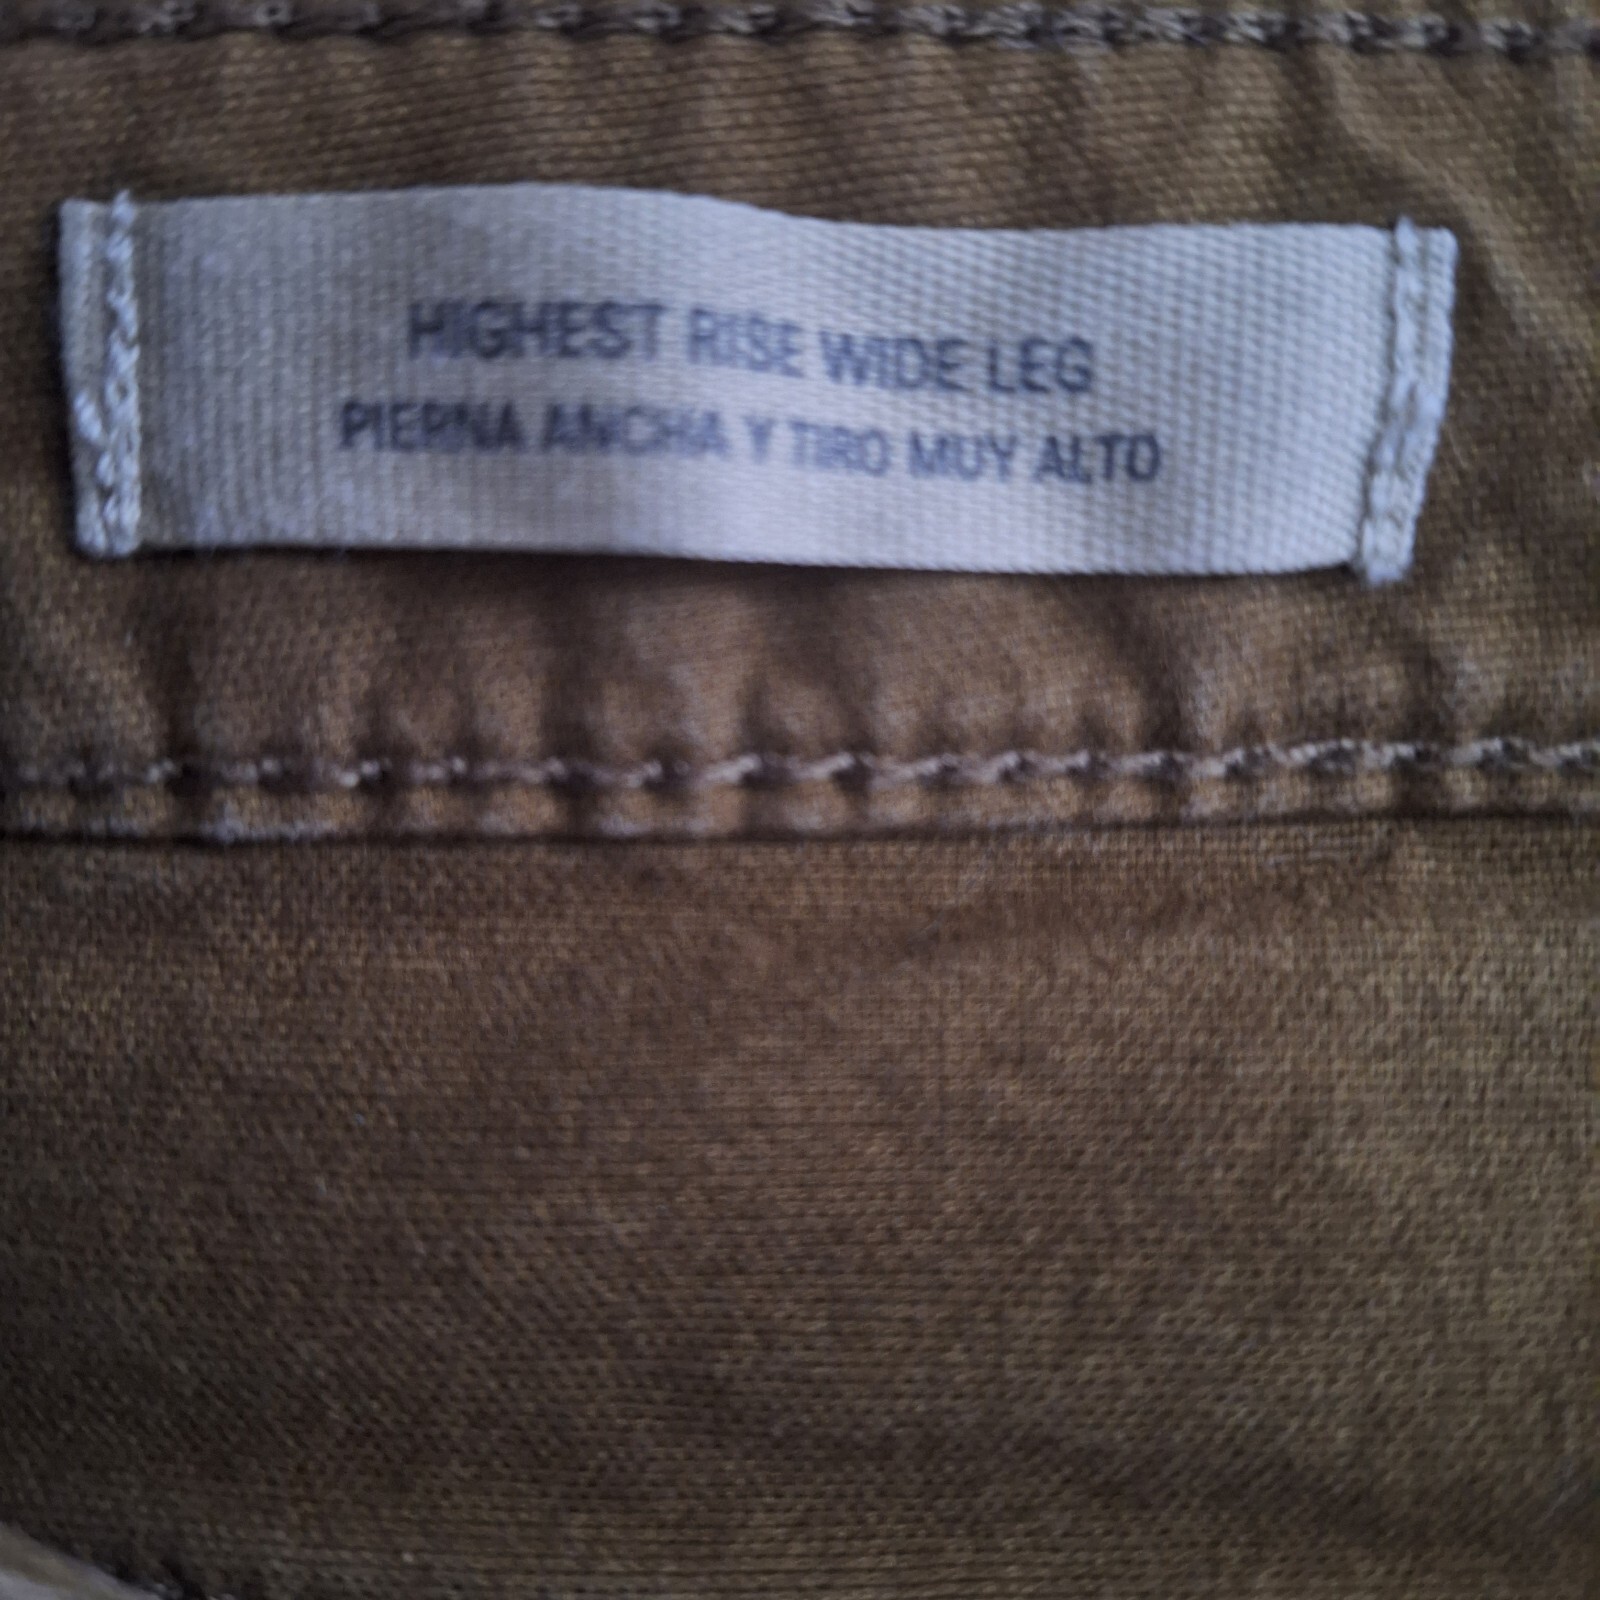 HIGHEST RISE WIDE LEG
PIERNA ANCHA Y TIRO MUY ALTO